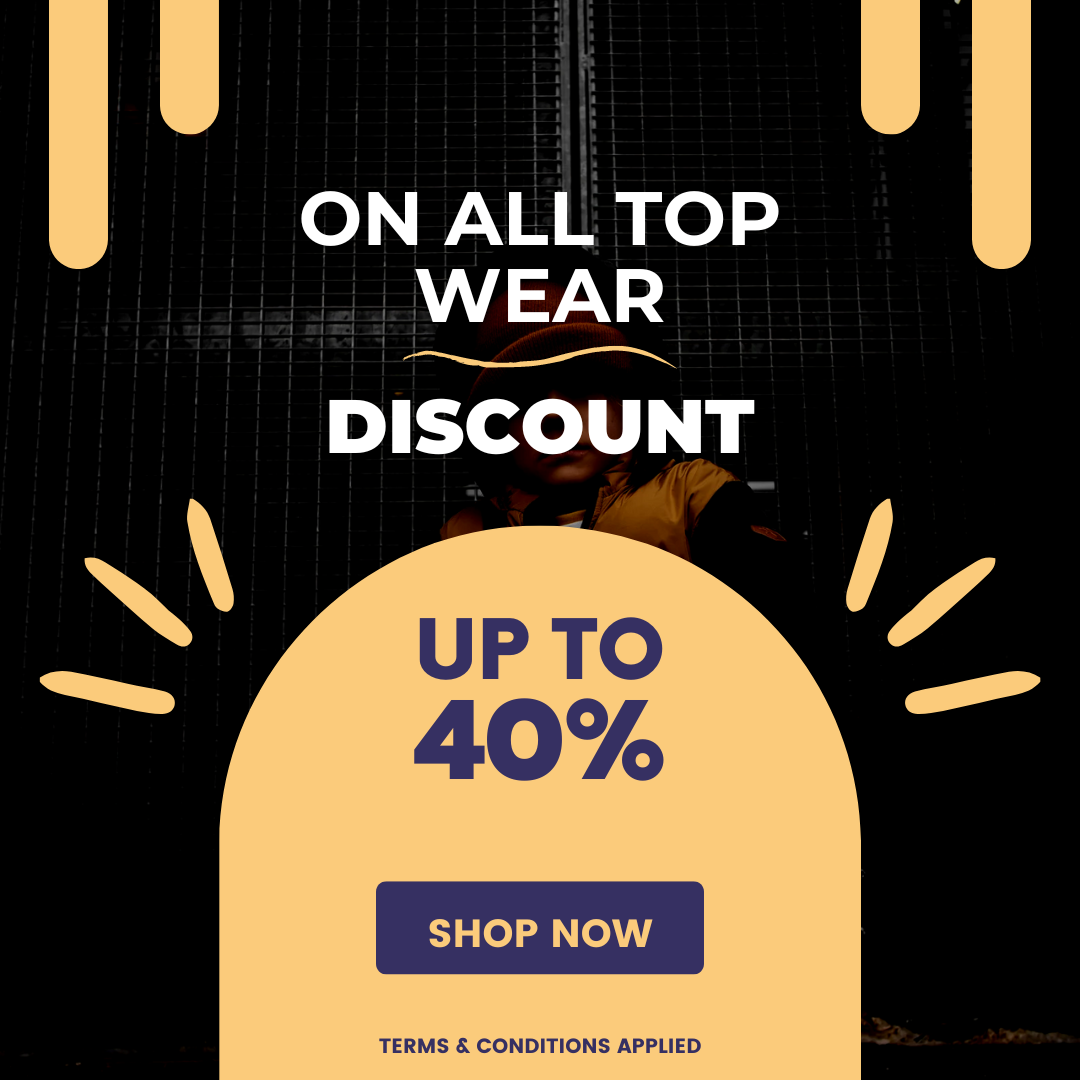 ON ALL TOP
WEAR
DISCOUNT
UP TO
40%
SHOP NOW
TERMS & CONDITIONS APPLIED